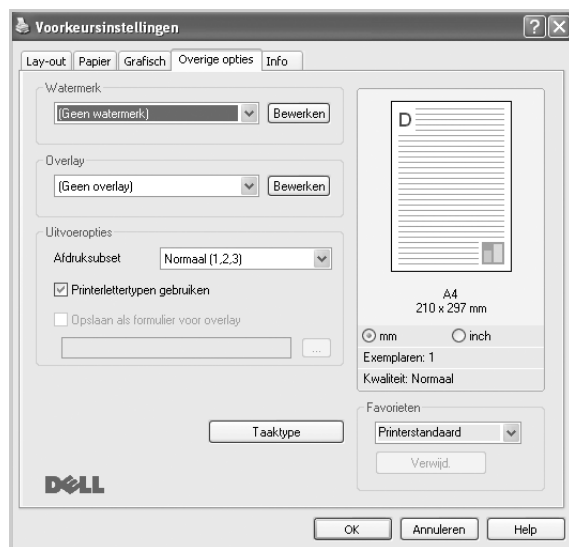 Voorkeursinstellingen
Lay-out Papier Grafisch Overige opties Info
Watermerk
(Geen watermerk) Bewerken
Overlay
(Geen overlay) Bewerken
Uitvoeropties
Afdruksubset Normaal (1,2,3)
Printerlettertypen gebruiken
Opslaan als formulier voor overlay
...
Taaktype
DELL
D
A4
210 x 297 mm
mm inch
Exemplaren: 1
Kwaliteit: Normaal
Favorieten
Printerstandaard
Verwijd.
OK Annuleren Help